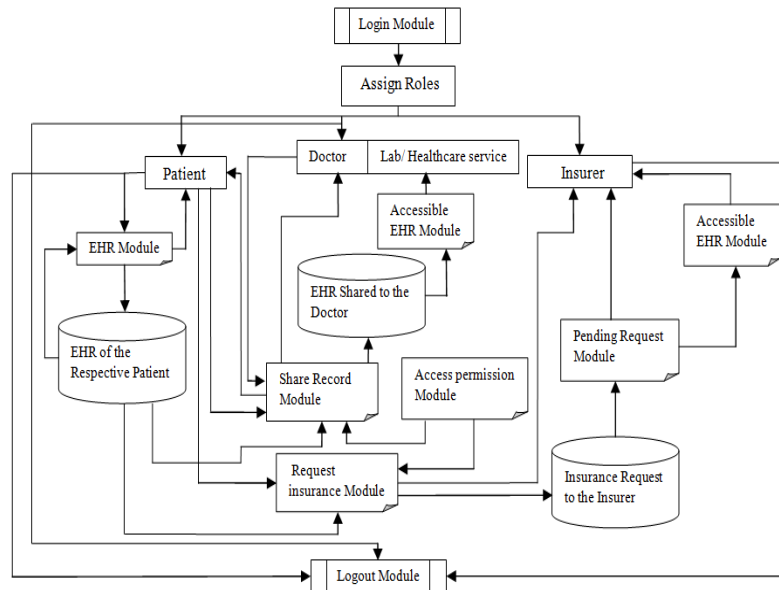 Login Module
Assign Roles
Doctor
Lab/ Healthcare service
Patient
Insurer
Accessible
EHR Module
Accessible
EHR Module
EHR Module
EHR Shared to the
Doctor
EHR of the
Respective Patient
Pending Request
Module
Share Record
Module
Access permission
Module
Request
insurance Module
Insurance Request
to the Insurer
Logout Module